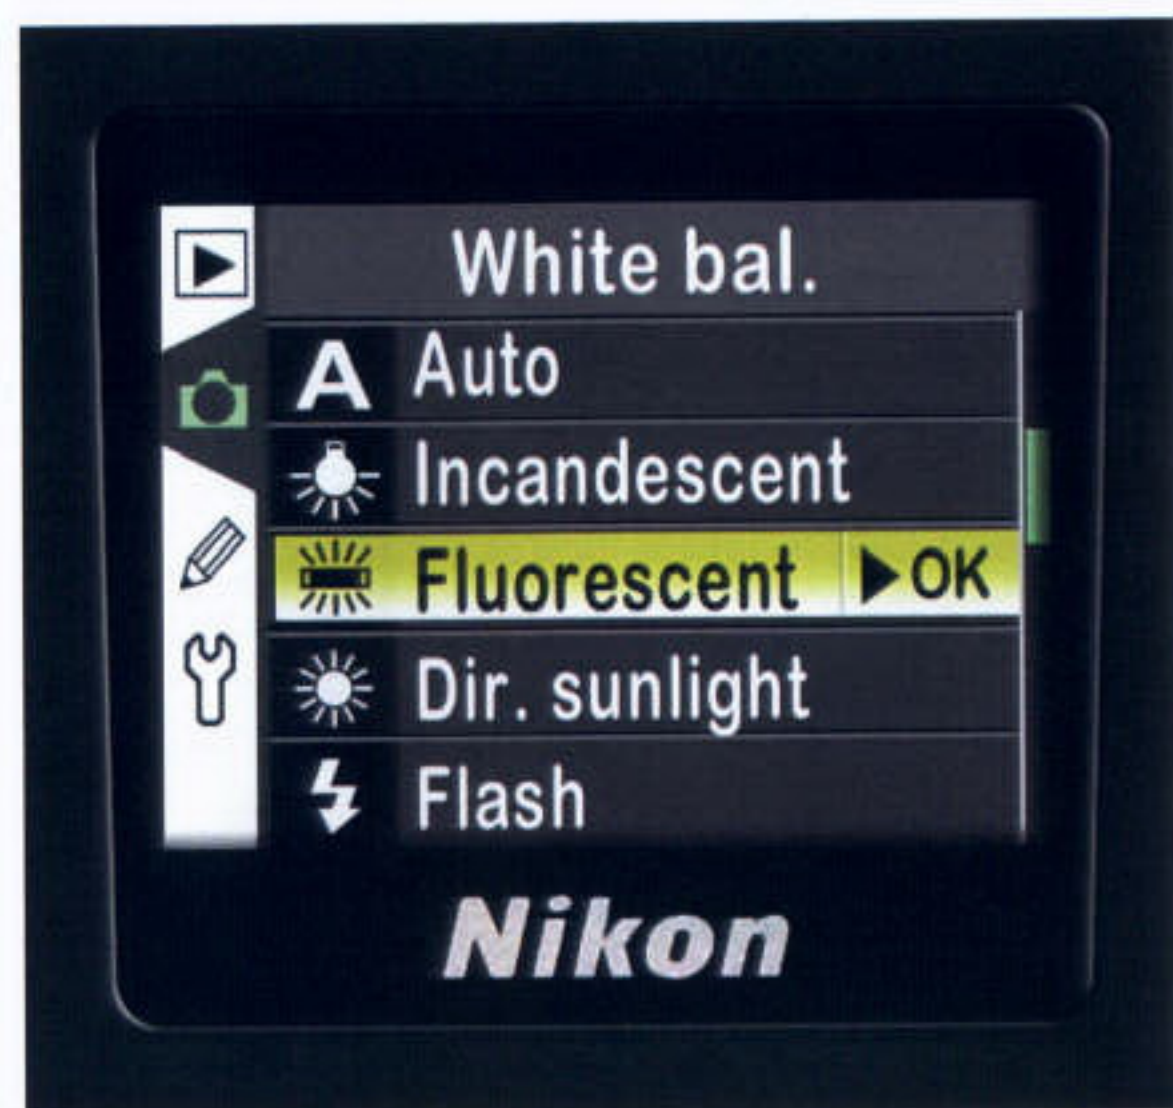 White bal.
A Auto
Incandescent
Fluorescent OK
Dir. sunlight
Flash
Nikon